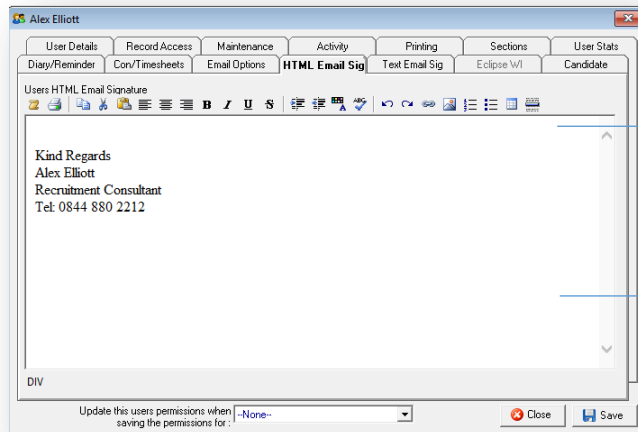 Alex Elliott
User Details Record Access Maintenance Activity Printing Sections User Stats
Diary/Reminder Con/Timesheets Email Options HTML Email Sig Text Email Sig Eclipse WI Candidate
Users HTML Email Signature
B I U S
Kind Regards
Alex Elliott
Recruitment Consultant
Tel: 0844 880 2212
DIV
Update this users permissions when
saving the permissions for : --None--
Close Save